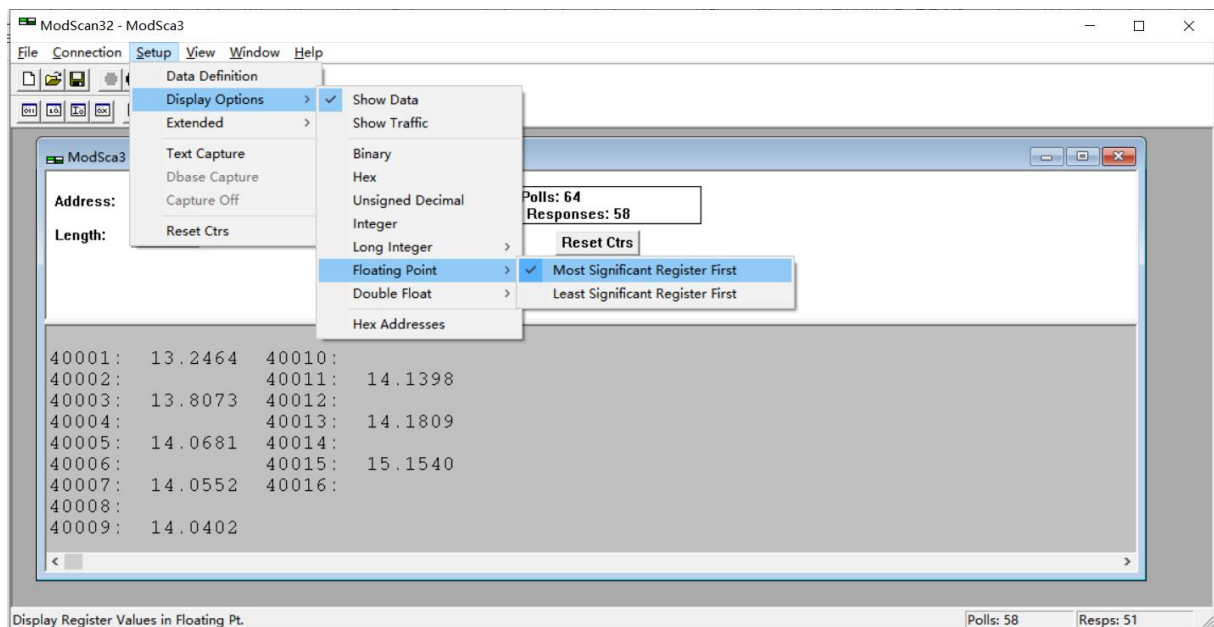 ModScan32 - ModSca3
File Connection Setup View Window Help
Data Definition
Display Options
Extended
Text Capture
Dbase Capture
Capture Off
Reset Ctrs
Show Data
Show Traffic
Binary
Hex
Unsigned Decimal
Integer
Long Integer
Floating Point
Double Float
Hex Addresses
Most Significant Register First
Least Significant Register First
ModSca3
Address:
Length:
Polls: 64
Responses: 58
Reset Ctrs
40001: 13.2464 40010:
40002: 40011: 14.1398
40003: 13.8073 40012:
40004: 40013: 14.1809
40005: 14.0681 40014:
40006: 40015: 15.1540
40007: 14.0552 40016:
40008:
40009: 14.0402
Display Register Values in Floating Pt. Polls: 58 Resps: 51